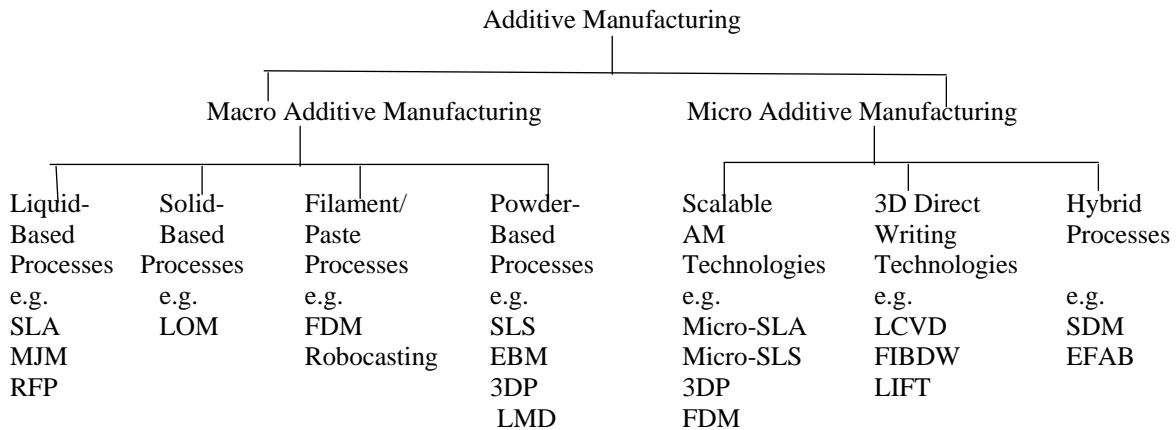 Additive Manufacturing
Macro Additive Manufacturing
Micro Additive Manufacturing
Liquid-
Based
Processes
e.g.
SLA
MJM
RFP
Solid-
Based
Processes
e.g.
LOM
Filament/
Paste
Processes
e.g.
FDM
Robocasting
Powder-
Based
Processes
e.g.
SLS
EBM
3DP
LMD
Scalable
AM
Technologies
e.g.
Micro-SLA
Micro-SLS
3DP
FDM
3D Direct
Writing
Technologies
e.g.
LCVD
FIBDW
LIFT
Hybrid
Processes
e.g.
SDM
EFAB